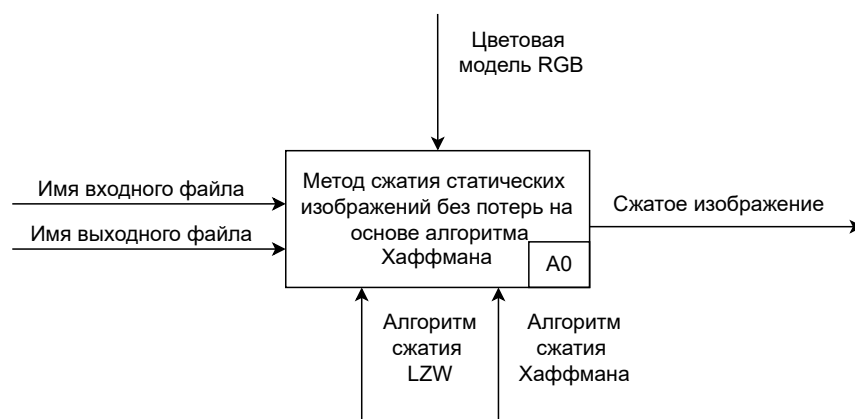 Цветовая
модель RGB
Имя входного файла
Имя выходного файла
Метод сжатия статических
изображений без потерь на
основе алгоритма
Хаффмана
A0
Сжатое изображение
Алгоритм
сжатия
LZW
Алгоритм
сжатия
Хаффмана